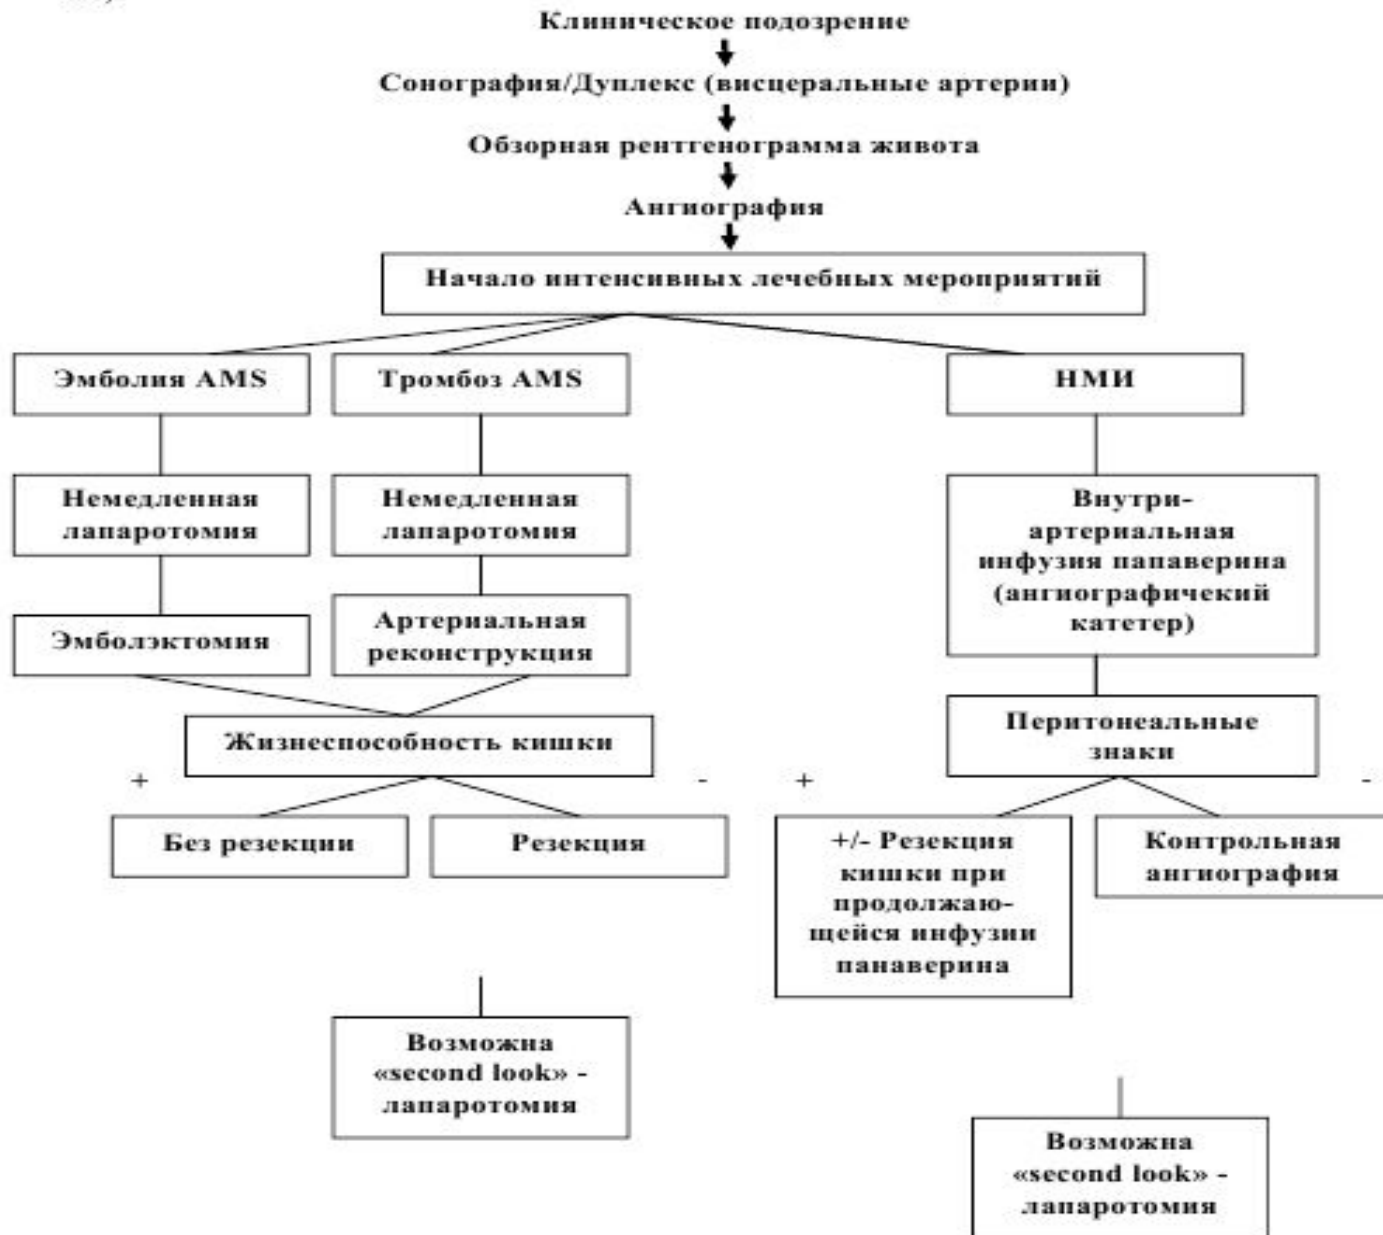 Клиническое подозрение
Сонография/Дуплекс (висцеральные артерии)
Обзорная рентгенограмма живота
Ангиография
Начало интенсивных лечебных мероприятий
Эмболия AMS
Тромбоз AMS
НМИ
Немедленная
лапаротомия
Немедленная
лапаротомия
Внутри-
артериальная
инфузия папаверина
(ангиографичекий
катетер)
Эмболэктомия
Артериальная
реконструкция
Жизнеспособность кишки
Перитонеальные
знаки
+
-
+
-
Без резекции
Резекция
+/- Резекция
кишки при
продолжаю-
щейся инфузии
панаверина
Контрольная
ангиография
Возможна
«second look» -
лапаротомия
Возможна
«second look» -
лапаротомия